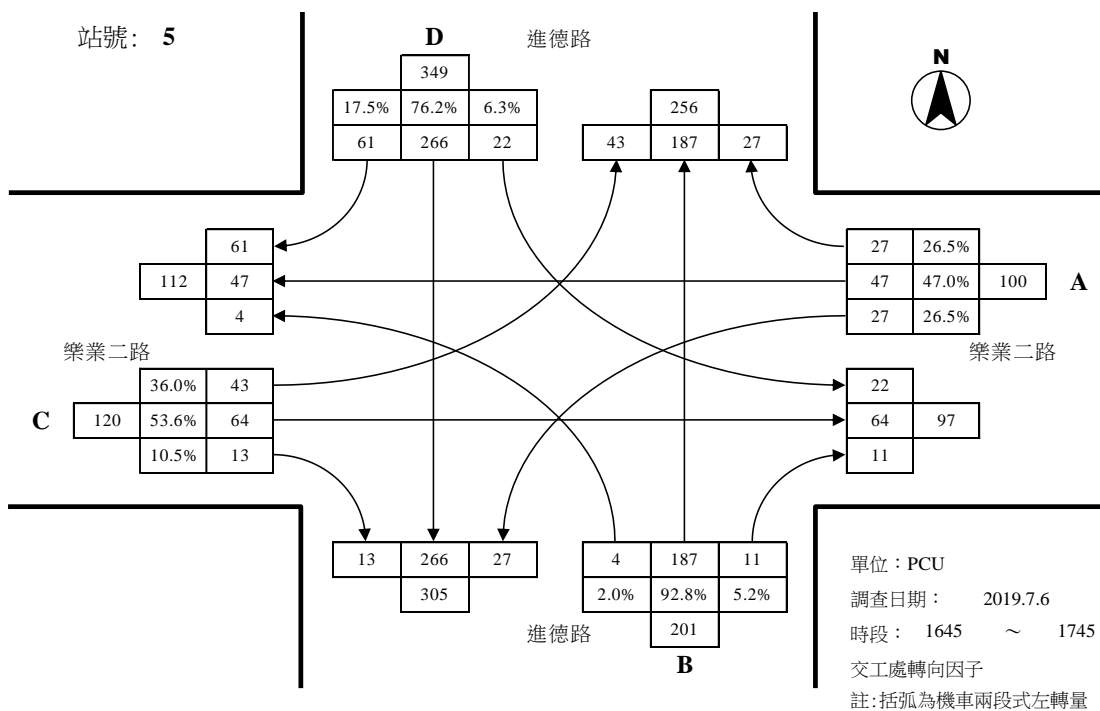 站號: 5
D
進德路
N
349
17.5% 76.2% 6.3%
61 266 22
256
43 187 27
61
112 47
4
27 26.5%
47 47.0% 100
27 26.5%
A
樂業二路
樂業二路
C
36.0% 43
120 53.6% 64
10.5% 13
22
64 97
11
13 266 27
305
4 187 11
2.0% 92.8% 5.2%
201
進德路
B
單位：PCU
調查日期： 2019.7.6
時段： 1645 ～ 1745
交工處轉向因子
註:括弧為機車兩段式左轉量